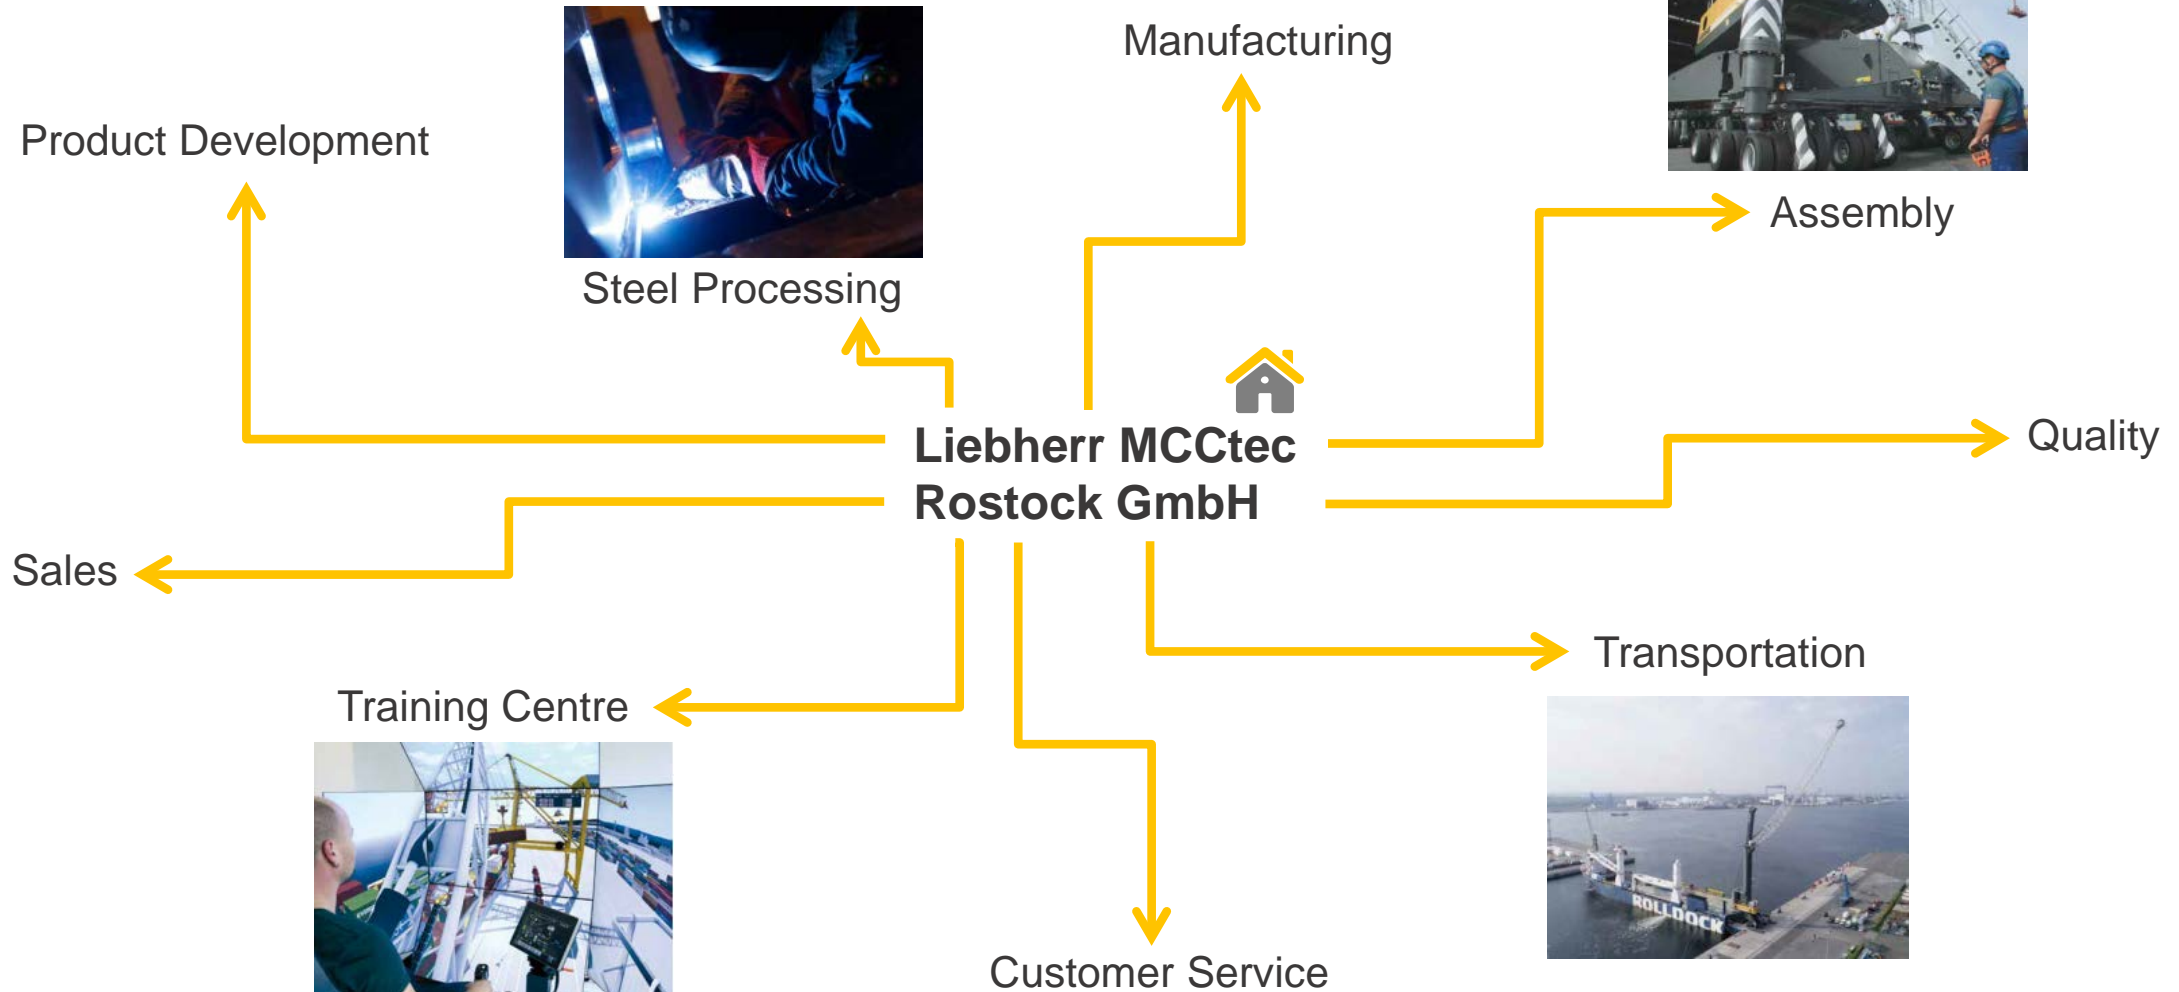 Manufacturing
Product Development
Assembly
Steel Processing
Liebherr MCCtec
Rostock GmbH
Quality
Sales
Transportation
Training Centre
ROLLDOCK
Customer Service